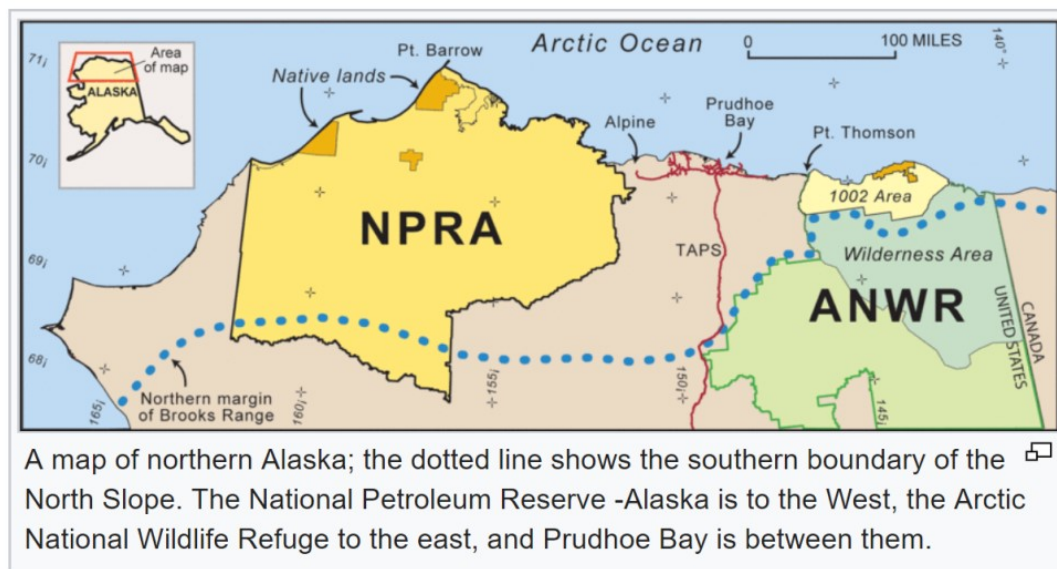 Area
of map
ALASKA
Pt. Barrow
Native lands
Arctic Ocean
0
100 MILES
140°
71¡
70¡
69¡
68¡
Alpine
Prudhoe
Bay
Pt. Thomson
1002 Area
NPRA
TAPS
Wilderness Area
ANWR
UNITED STATES
CANADA
Northern margin
of Brooks Range
165¡
160¡
155¡
150¡
145¡
A map of northern Alaska; the dotted line shows the southern boundary of the
North Slope. The National Petroleum Reserve -Alaska is to the West, the Arctic
National Wildlife Refuge to the east, and Prudhoe Bay is between them.